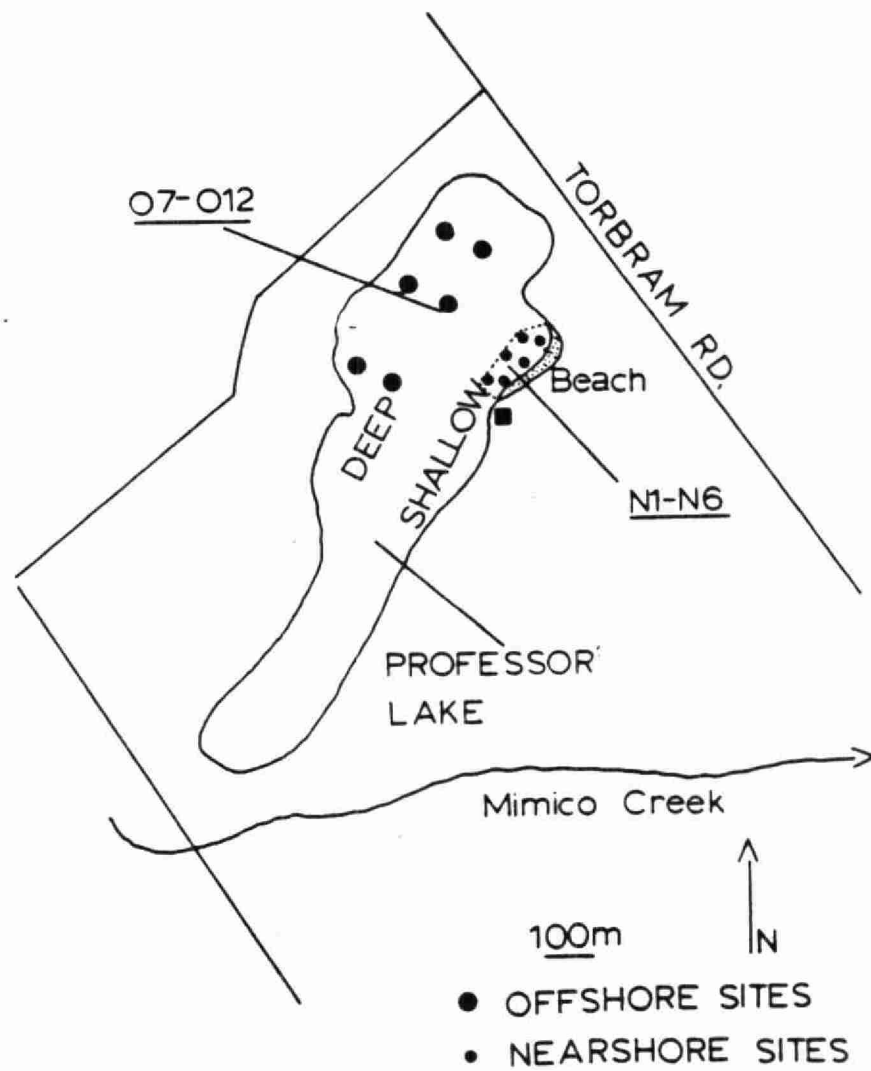 O7-O12
TORBRAM RD.
Beach
DEEP
SHALLOW
N1-N6
PROFESSOR
LAKE
Mimico Creek
100m
N
OFFSHORE SITES
NEARSHORE SITES